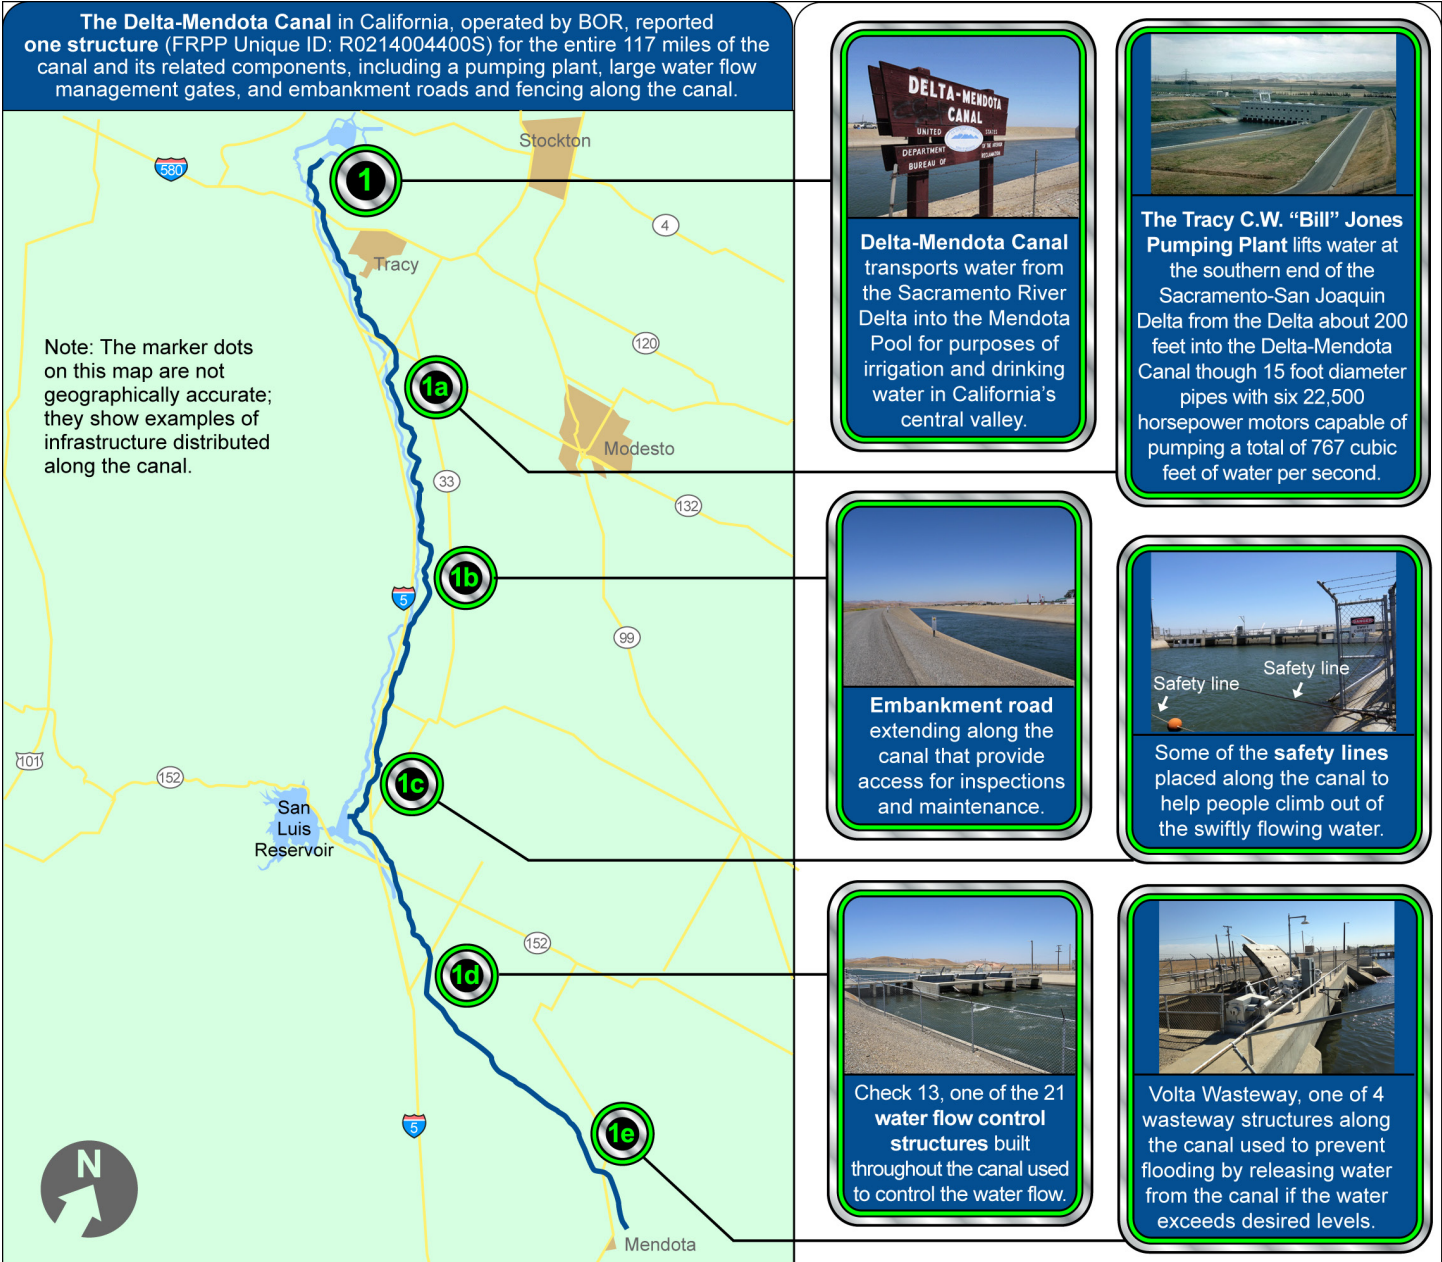 The Delta-Mendota Canal in California, operated by BOR, reported
one structure (FRPP Unique ID: R0214004400S) for the entire 117 miles of the
canal and its related components, including a pumping plant, large water flow
management gates, and embankment roads and fencing along the canal.
580
1
Stockton
4
Tracy
Note: The marker dots
on this map are not
geographically accurate;
they show examples of
infrastructure distributed
along the canal.
120
1a
Modesto
33
132
1b
5
99
101
152
1c
San
Luis
Reservoir
152
1d
5
1e
N
Mendota
DELTA-MENDOTA
CANAL
UNITED STATES
DEPARTMENT OF THE INTERIOR
BUREAU OF RECLAMATION
Delta-Mendota Canal
transports water from
the Sacramento River
Delta into the Mendota
Pool for purposes of
irrigation and drinking
water in California’s
central valley.
The Tracy C.W. “Bill” Jones
Pumping Plant lifts water at
the southern end of the
Sacramento-San Joaquin
Delta from the Delta about 200
feet into the Delta-Mendota
Canal though 15 foot diameter
pipes with six 22,500
horsepower motors capable of
pumping a total of 767 cubic
feet of water per second.
Embankment road
extending along the
canal that provide
access for inspections
and maintenance.
DANGER
Safety line
Safety line
Some of the safety lines
placed along the canal to
help people climb out of
the swiftly flowing water.
Check 13, one of the 21
water flow control
structures built
throughout the canal used
to control the water flow.
Volta Wasteway, one of 4
wasteway structures along
the canal used to prevent
flooding by releasing water
from the canal if the water
exceeds desired levels.